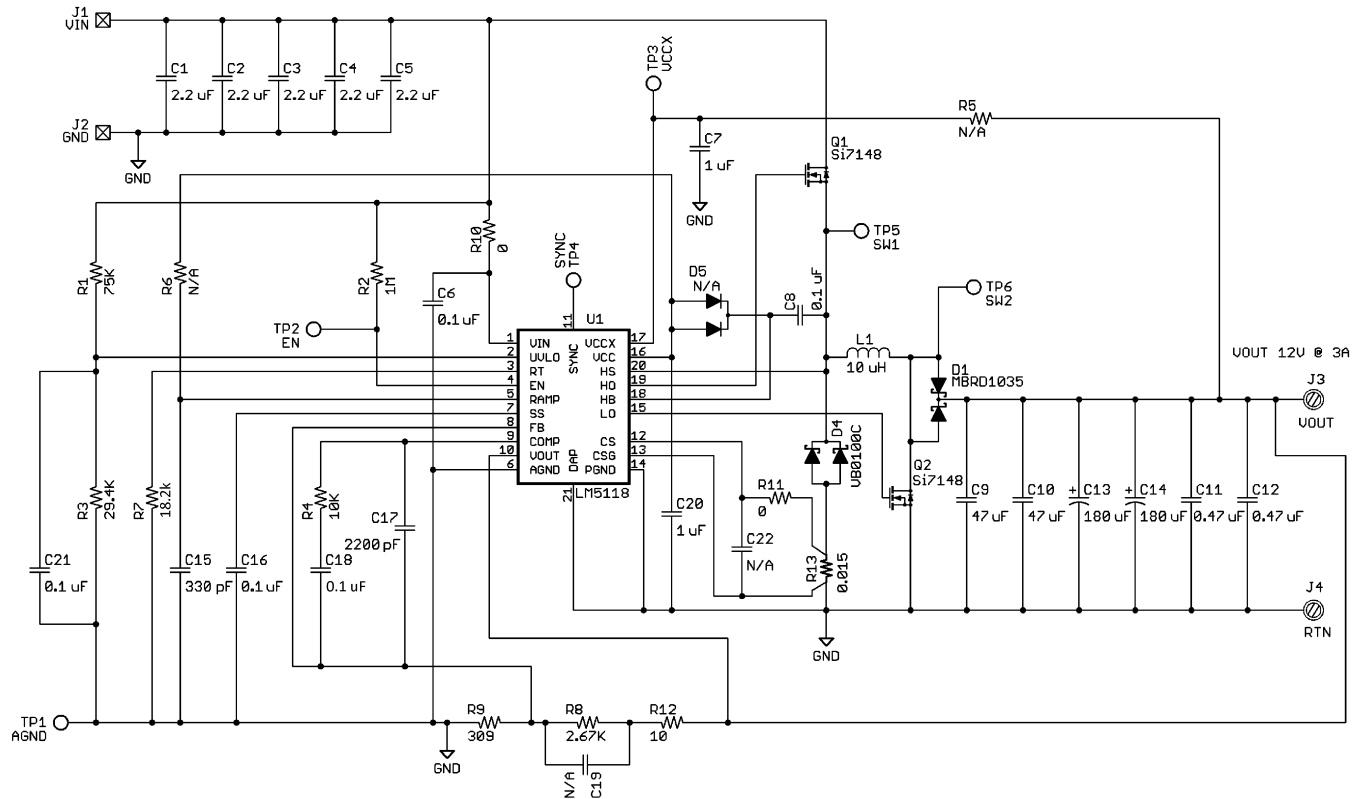 J1
VIN
C1
2.2 uF
C2
2.2 uF
C3
2.2 uF
C4
2.2 uF
C5
2.2 uF
J2
GND
GND
TP3
VCCX
C7
1 uF
GND
R5
N/A
Q1
Si7148
TP5
SW1
TP6
SW2
R1
75K
R6
N/A
R2
1M
R10
0
SYNC
TP4
C6
0.1 uF
TP2
EN
D5
N/A
C8
0.1 uF
L1
10 uH
D1
MBRD1035
VOUT 12V @ 3A
J3
VOUT
U1
11
SYNC
1 VIN
2 UVLO
3 RT
4 EN
5 RAMP
7 SS
8 FB
9 COMP
10 VOUT
6 AGND
VCCX 17
VCC 16
HS 20
HO 19
HB 18
LO 15
CS 12
CSG 13
PGND 14
DAP
21
LM5118
D4
VB0100C
Q2
Si7148
R3
29.4K
R7
18.2k
R4
10K
C17
2200 pF
C18
0.1 uF
C21
0.1 uF
C15
330 pF
C16
0.1 uF
C20
1 uF
R11
0
C22
N/A
R13
0.015
C9
47 uF
C10
47 uF
+
C13
180 uF
+
C14
180 uF
C11
0.47 uF
C12
0.47 uF
J4
RTN
GND
TP1
AGND
GND
R9
309
R8
2.67K
R12
10
N/A
C19